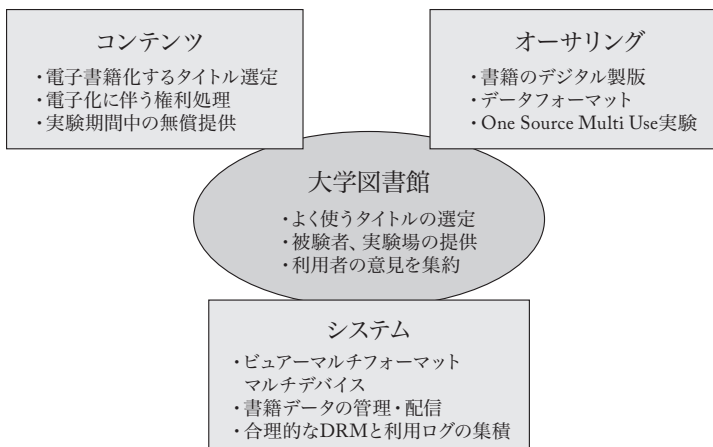 コンテンツ
・電子書籍化するタイトル選定
・電子化に伴う権利処理
・実験期間中の無償提供
オーサリング
・書籍のデジタル製版
・データフォーマット
・One Source Multi Use実験
大学図書館
・よく使うタイトルの選定
・被験者、実験場の提供
・利用者の意見を集約
システム
・ビュアーマルチフォーマット
マルチデバイス
・書籍データの管理・配信
・合理的なDRMと利用ログの集積